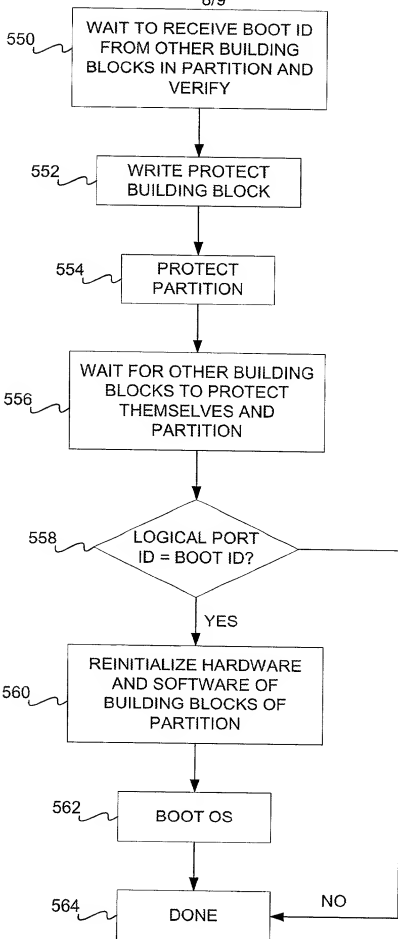 8/9
550
WAIT TO RECEIVE BOOT ID
FROM OTHER BUILDING
BLOCKS IN PARTITION AND
VERIFY
552
WRITE PROTECT
BUILDING BLOCK
554
PROTECT
PARTITION
556
WAIT FOR OTHER BUILDING
BLOCKS TO PROTECT
THEMSELVES AND
PARTITION
558
LOGICAL PORT
ID = BOOT ID?
YES
560
REINITIALIZE HARDWARE
AND SOFTWARE OF
BUILDING BLOCKS OF
PARTITION
562
BOOT OS
564
DONE
NO